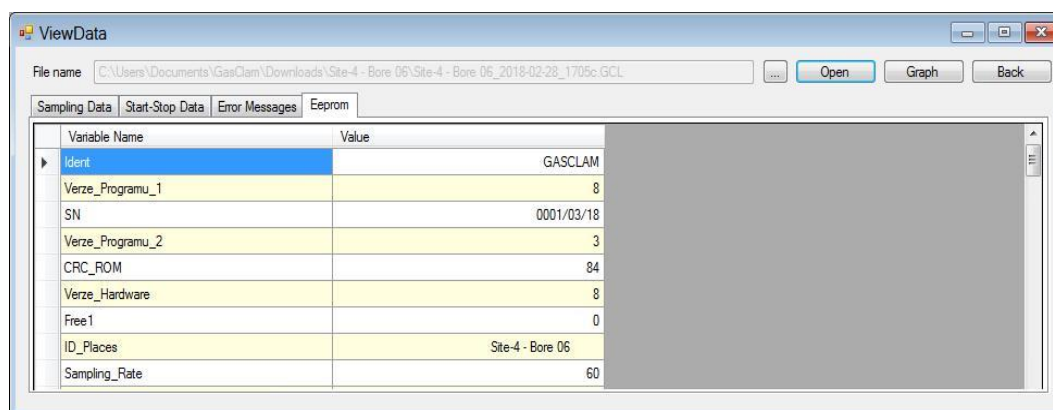 ViewData
File name C:\Users\Documents\GasClam\Downloads\Site-4 - Bore 06\Site-4 - Bore 06_2018-02-28_1705c.GCL ... Open Graph Back
Sampling Data Start-Stop Data Error Messages Eeprom
Variable Name Value
Ident GASCLAM
Verze_Programu_1 8
SN 0001/03/18
Verze_Programu_2 3
CRC_ROM 84
Verze_Hardware 8
Free1 0
ID_Places Site-4 - Bore 06
Sampling_Rate 60